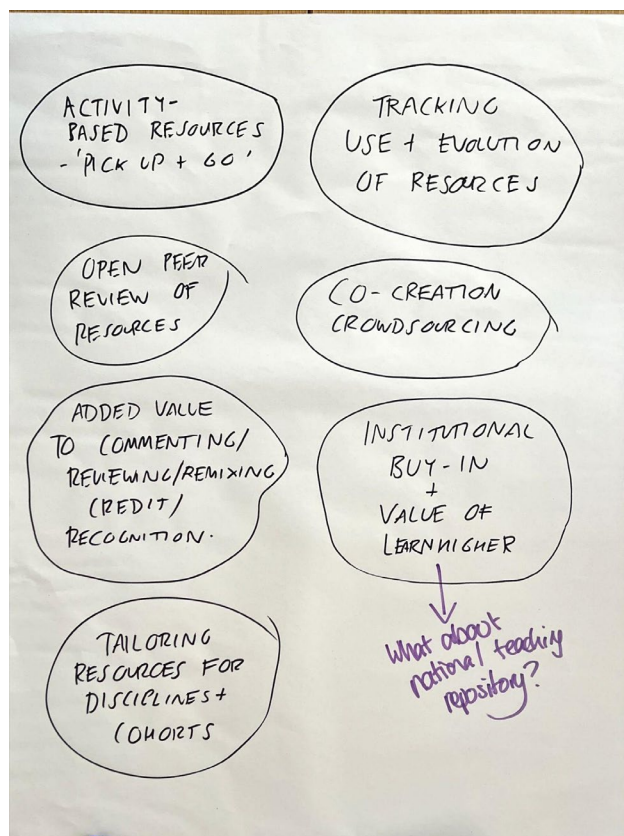 ACTIVITY-
BASED RESOURCES
- 'PICK UP + GO'
TRACKING
USE + EVOLUTION
OF RESOURCES
OPEN PEER
REVIEW OF
RESOURCES
CO-CREATION
CROWDSOURCING
ADDED VALUE
TO COMMENTING/
REVIEWING/REMIXING
CREDIT/
RECOGNITION.
INSTITUTIONAL
BUY-IN
+
VALUE OF
LEARNHIGHER
What about
national teaching
repository?
TAILORING
RESOURCES FOR
DISCIPLINES +
COHORTS